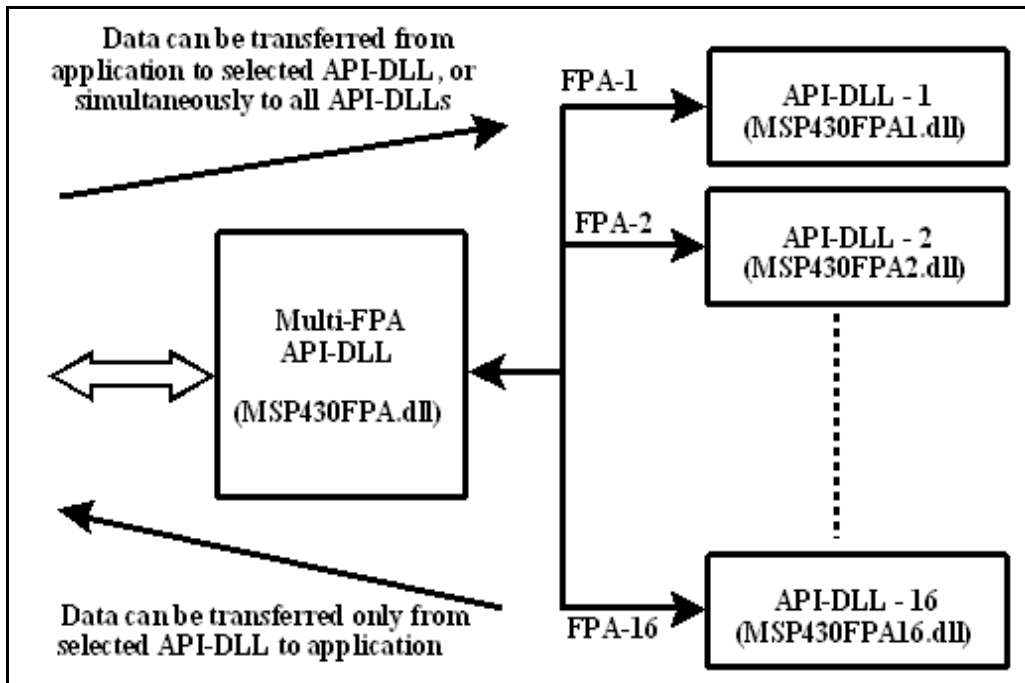 Data can be transferred from
application to selected API-DLL, or
simultaneously to all API-DLLs
FPA-1
API-DLL - 1
(MSP430FPA1.dll)
FPA-2
API-DLL - 2
(MSP430FPA2.dll)
Multi-FPA
API-DLL
(MSP430FPA.dll)
Data can be transferred only from
selected API-DLL to application
FPA-16
API-DLL - 16
(MSP430FPA16.dll)